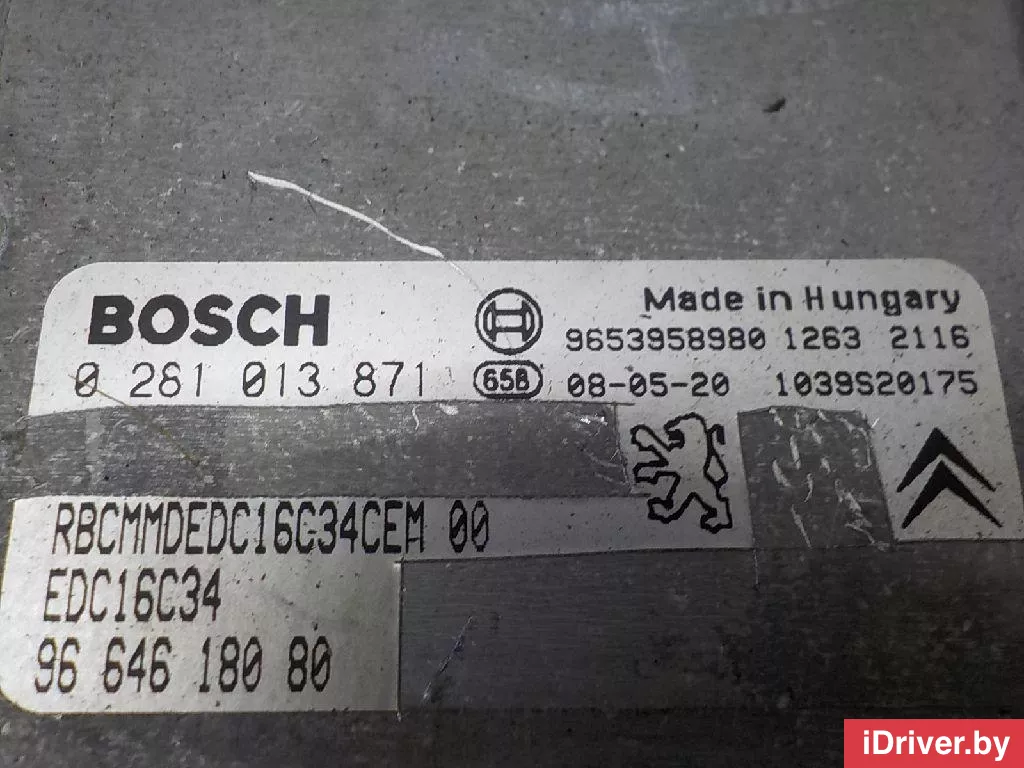 BOSCH
Made in Hungary
9653958980 1263 2116
0 281 013 871 65B 08-05-20 1039S20175
RBCMMDEDC16C34CEM 00
EDC16C34
96 646 180 80
iDriver.by